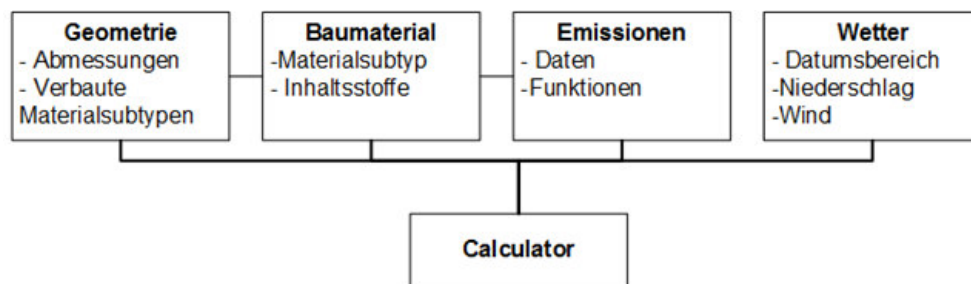 Geometrie
- Abmessungen
- Verbaute
Materialsubtypen
Baumaterial
-Materialsubtyp
- Inhaltsstoffe
Emissionen
- Daten
-Funktionen
Wetter
- Datumsbereich
-Niederschlag
-Wind
Calculator